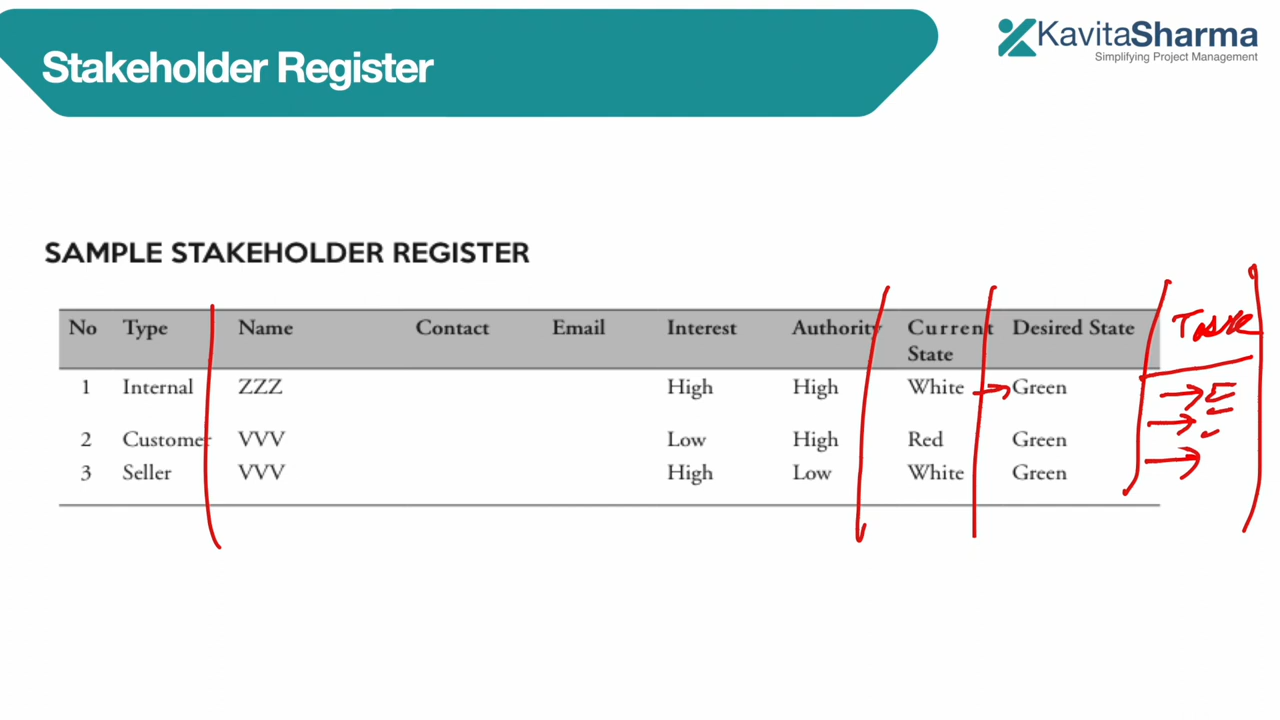 Stakeholder Register
KavitaSharma
Simplifying Project Management
SAMPLE STAKEHOLDER REGISTER
No Type Name Contact Email Interest Authority Current State Desired State Task
1 Internal ZZZ High High White Green
2 Customer VVV Low High Red Green
3 Seller VVV High Low White Green